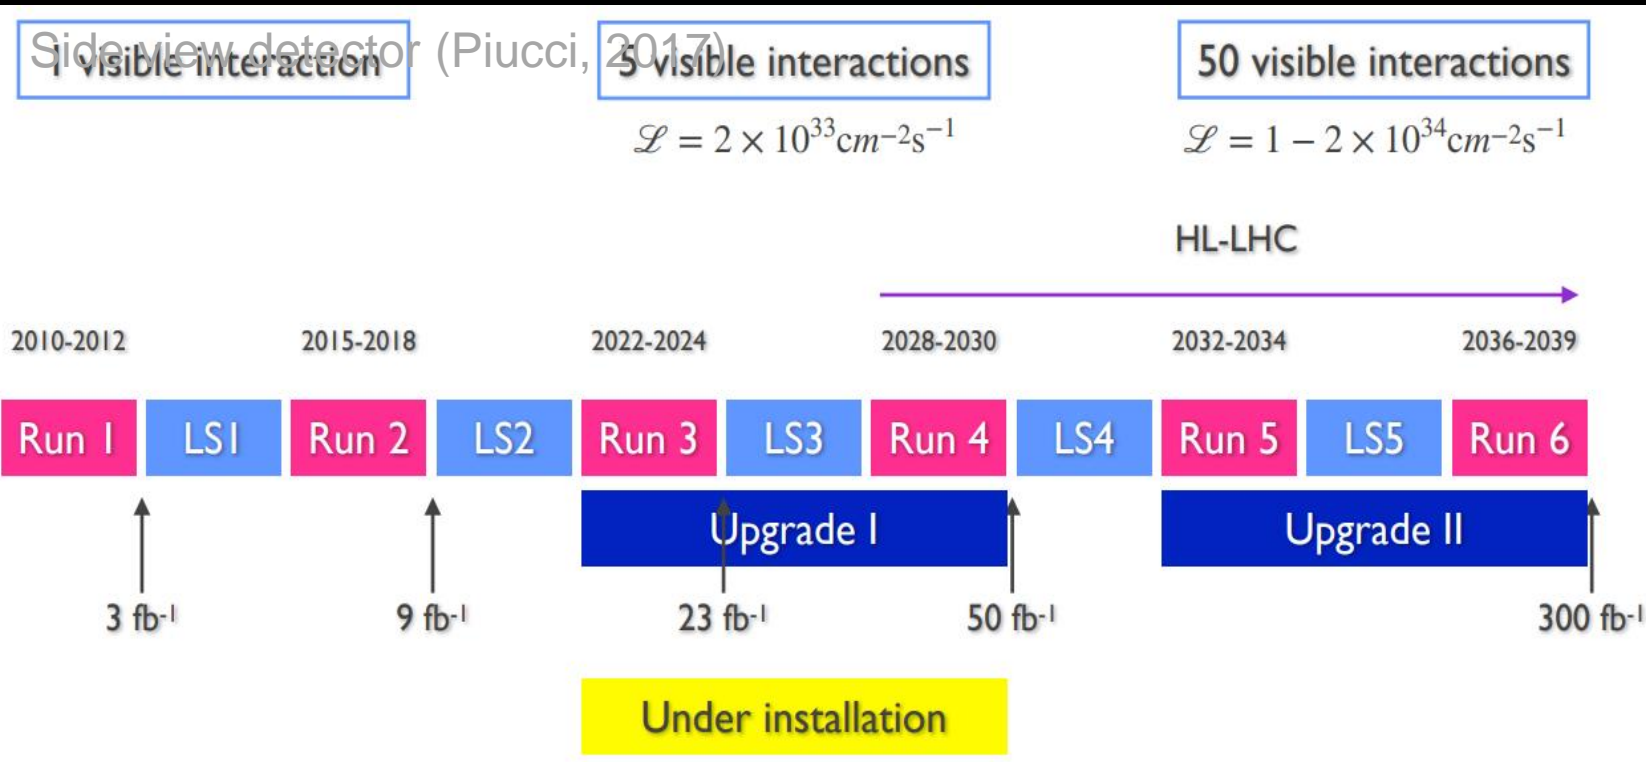 Side view detector (Piucci, 2017)
1 visible interaction
5 visible interactions
50 visible interactions
ℒ = 2 × 10³³cm⁻²s⁻¹
ℒ = 1 – 2 × 10³⁴cm⁻²s⁻¹
HL-LHC
2010-2012 2015-2018 2022-2024 2028-2030 2032-2034 2036-2039
Run 1 LS1 Run 2 LS2 Run 3 LS3 Run 4 LS4 Run 5 LS5 Run 6
Upgrade I Upgrade II
3 fb-1 9 fb-1 23 fb-1 50 fb-1 300 fb-1
Under installation